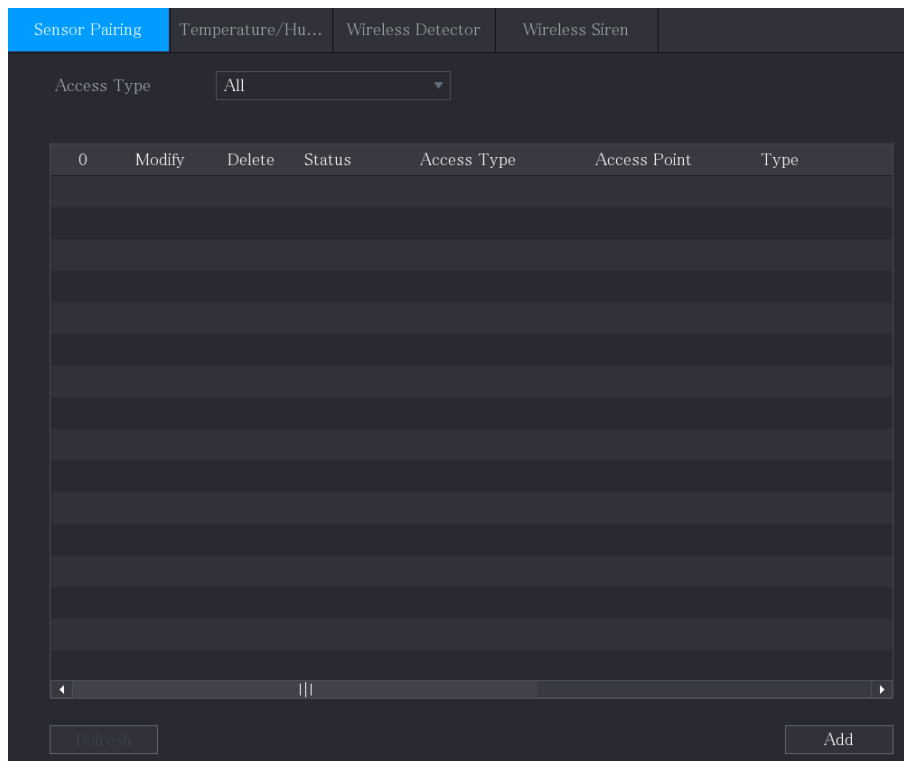 Sensor Pairing Temperature/Hu... Wireless Detector Wireless Siren
Access Type All
0 Modify Delete Status Access Type Access Point Type
Refresh Add